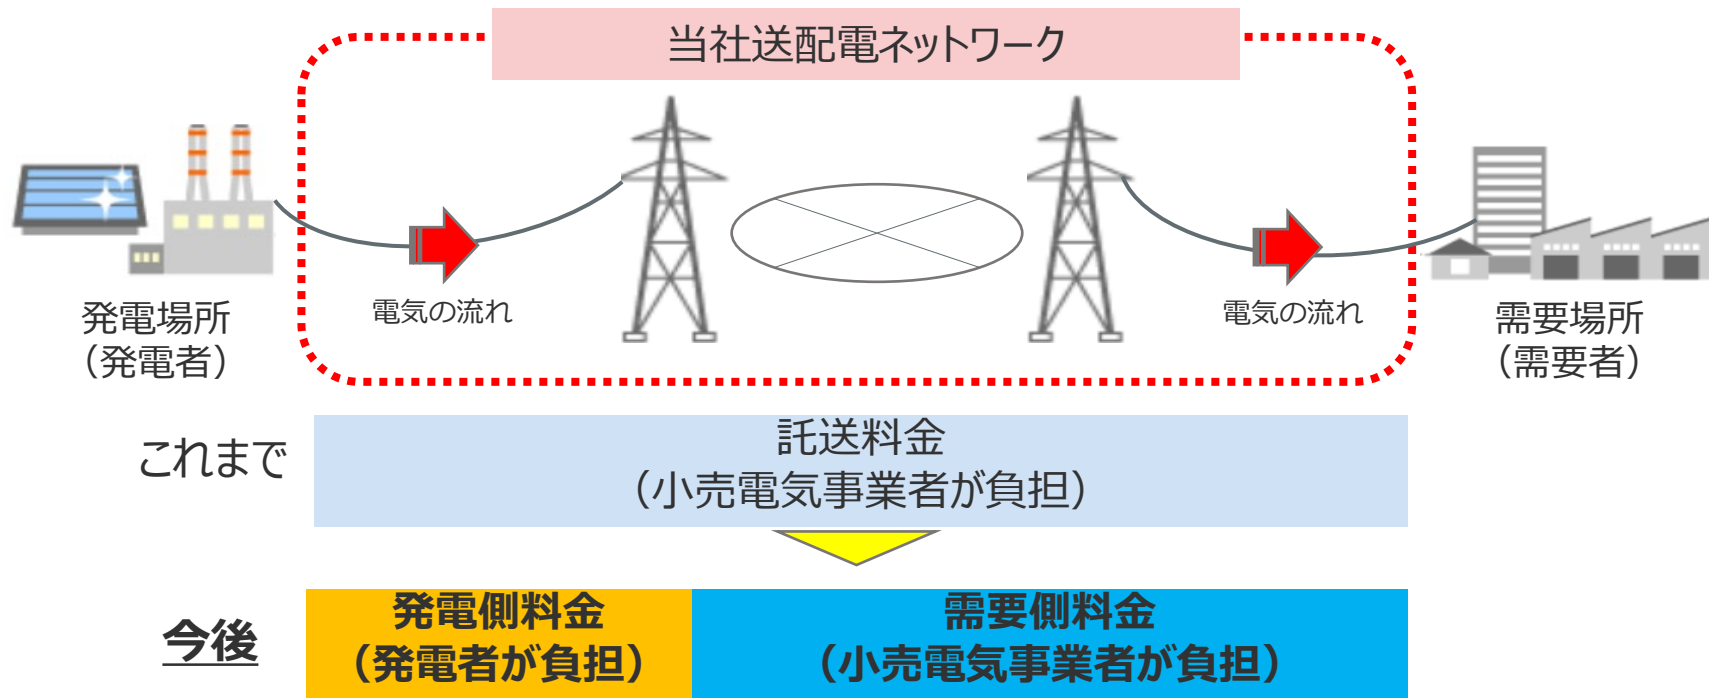 当社送配電ネットワーク
電気の流れ
電気の流れ
発電場所
（発電者）
需要場所
（需要者）
これまで
託送料金
（小売電気事業者が負担）
今後
発電側料金
（発電者が負担）
需要側料金
（小売電気事業者が負担）